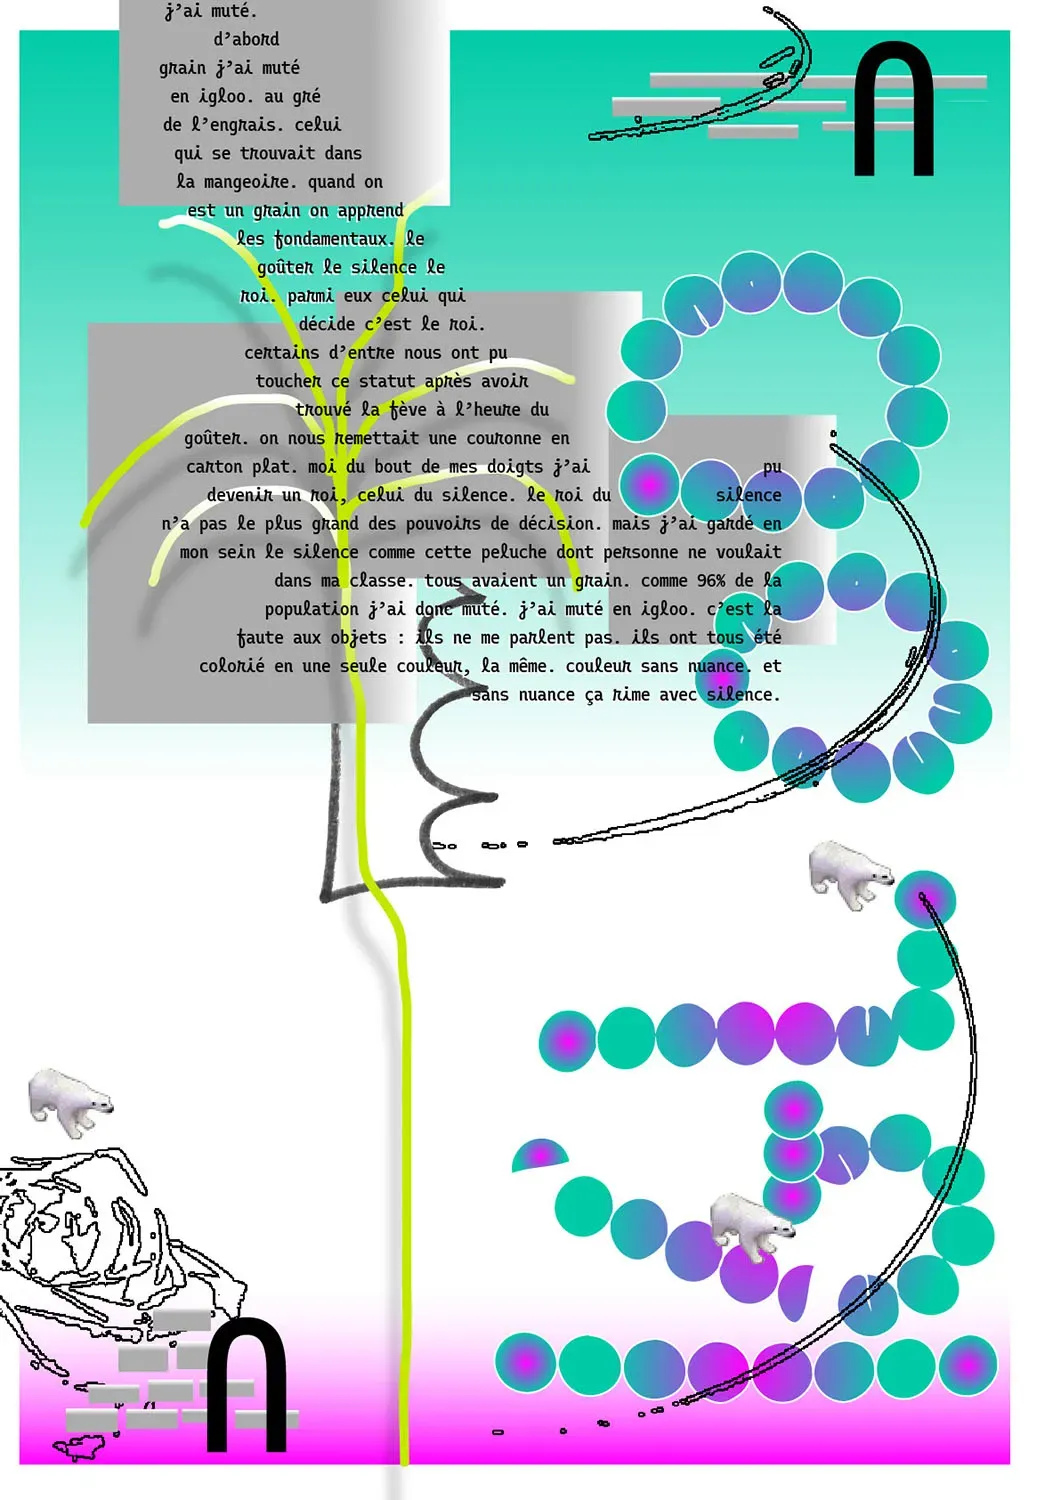 j’ai muté.
d’abord
grain j’ai muté
en igloo. au gré
de l’engrais. celui
qui se trouvait dans
la mangeoire. quand on
est un grain on apprend
les fondamentaux. le
goûter le silence le
roi. parmi eux celui qui
décide c’est le roi.
certains d’entre nous ont pu
toucher ce statut après avoir
trouvé la fève à l’heure du
goûter. on nous remettait une couronne en
carton plat. moi du bout de mes doigts j’ai pu
devenir un roi, celui du silence. le roi du silence
n’a pas le plus grand des pouvoirs de décision. mais j’ai gardé en
mon sein le silence comme cette peluche dont personne ne voulait
dans ma classe. tous avaient un grain. comme 96% de la
population j’ai donc muté. j’ai muté en igloo. c’est la
faute aux objets : ils ne me parlent pas. ils ont tous été
colorié en une seule couleur, la même. couleur sans nuance. et
sans nuance ça rime avec silence.